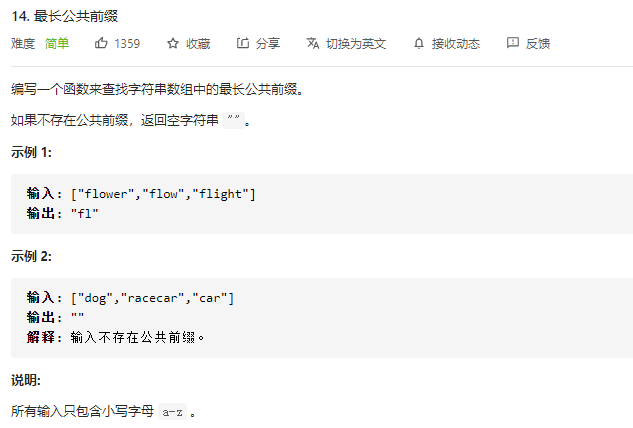 14. 最长公共前缀
难度 简单 1359 收藏 分享 切换为英文 接收动态 反馈
编写一个函数来查找字符串数组中的最长公共前缀。
如果不存在公共前缀，返回空字符串 ""。
示例 1:
输入: ["flower","flow","flight"]
输出: "fl"
示例 2:
输入: ["dog","racecar","car"]
输出: ""
解释: 输入不存在公共前缀。
说明:
所有输入只包含小写字母 a-z 。